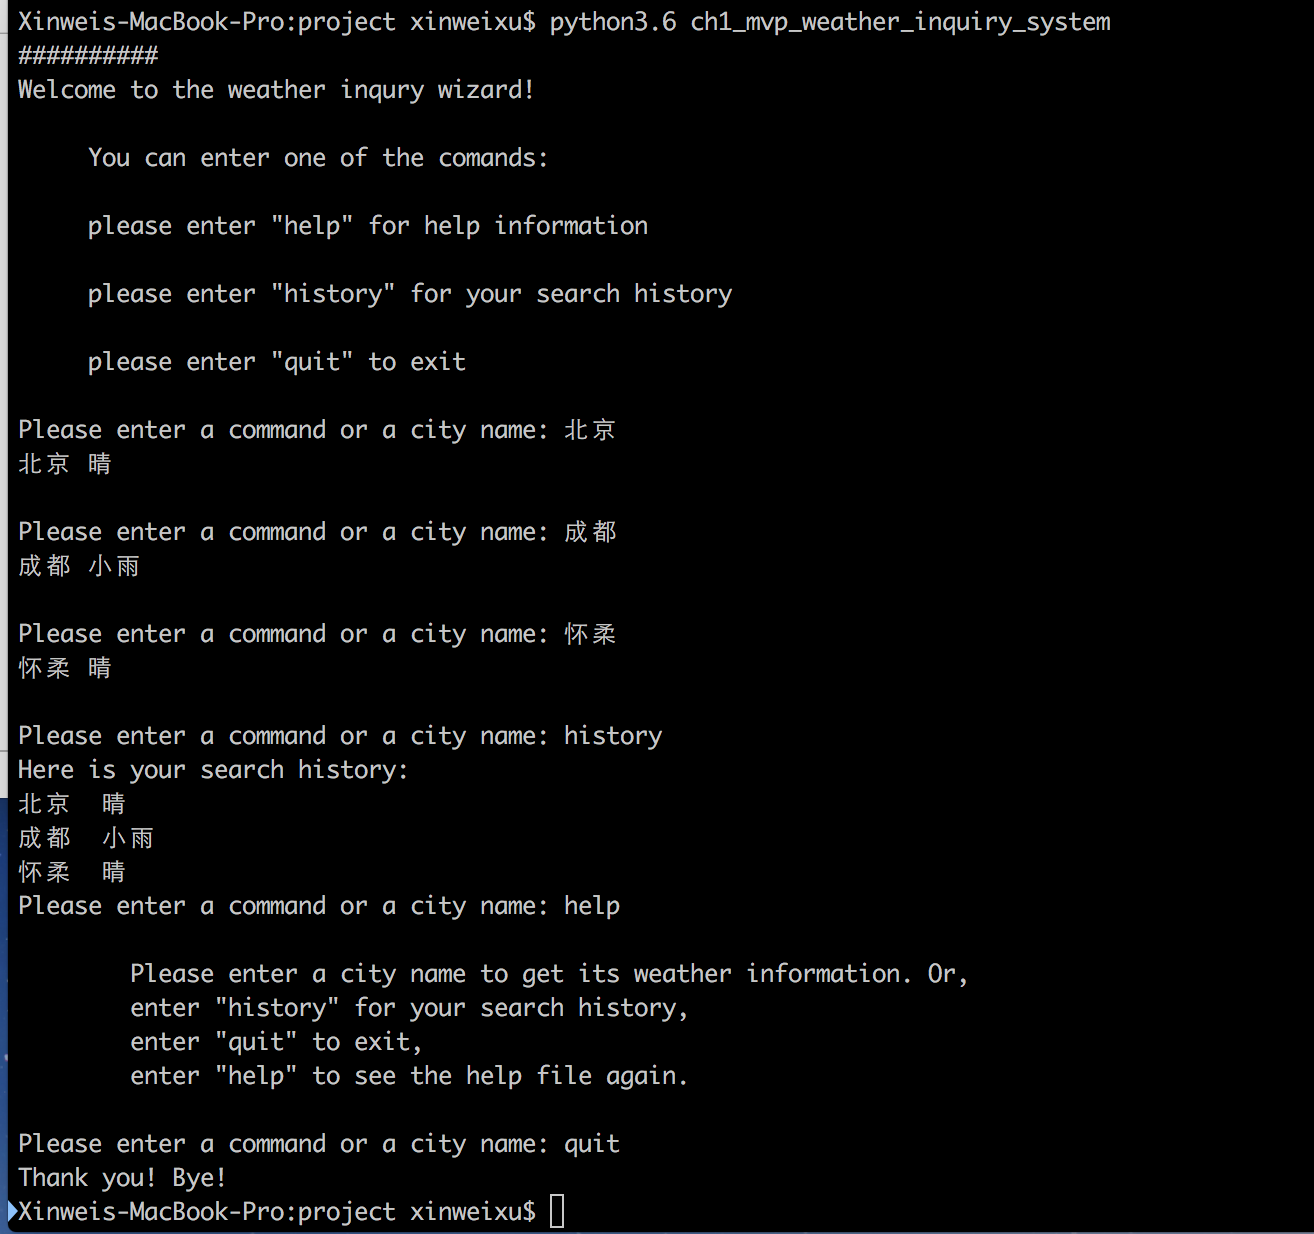 Xinweis-MacBook-Pro:project xinweixu$ python3.6 ch1_mvp_weather_inquiry_system
##########
Welcome to the weather inqury wizard!
You can enter one of the comands:
please enter "help" for help information
please enter "history" for your search history
please enter "quit" to exit
Please enter a command or a city name: 北京
北京 晴
Please enter a command or a city name: 成都
成都 小雨
Please enter a command or a city name: 怀柔
怀柔 晴
Please enter a command or a city name: history
Here is your search history:
北京  晴
成都  小雨
怀柔  晴
Please enter a command or a city name: help
Please enter a city name to get its weather information. Or,
enter "history" for your search history,
enter "quit" to exit,
enter "help" to see the help file again.
Please enter a command or a city name: quit
Thank you! Bye!
Xinweis-MacBook-Pro:project xinweixu$